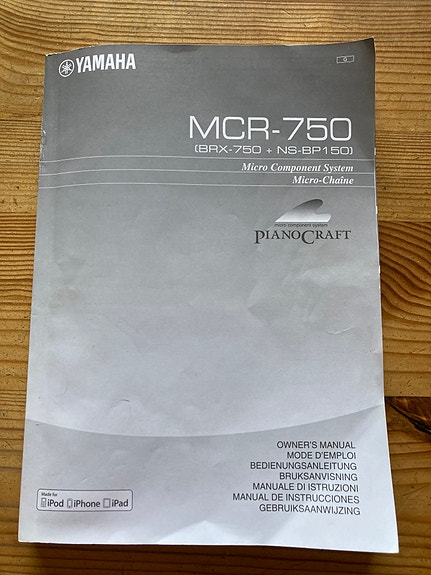 YAMAHA
G
MCR-750
(BRX-750 + NS-BP150)
Micro Component System
Micro-Chaîne
micro component system
PIANOCRAFT
OWNER'S MANUAL
MODE D'EMPLOI
BEDIENUNGSANLEITUNG
BRUKSANVISNING
MANUALE DI ISTRUZIONI
MANUAL DE INSTRUCCIONES
GEBRUIKSAANWIJZING
Made for
iPod iPhone iPad